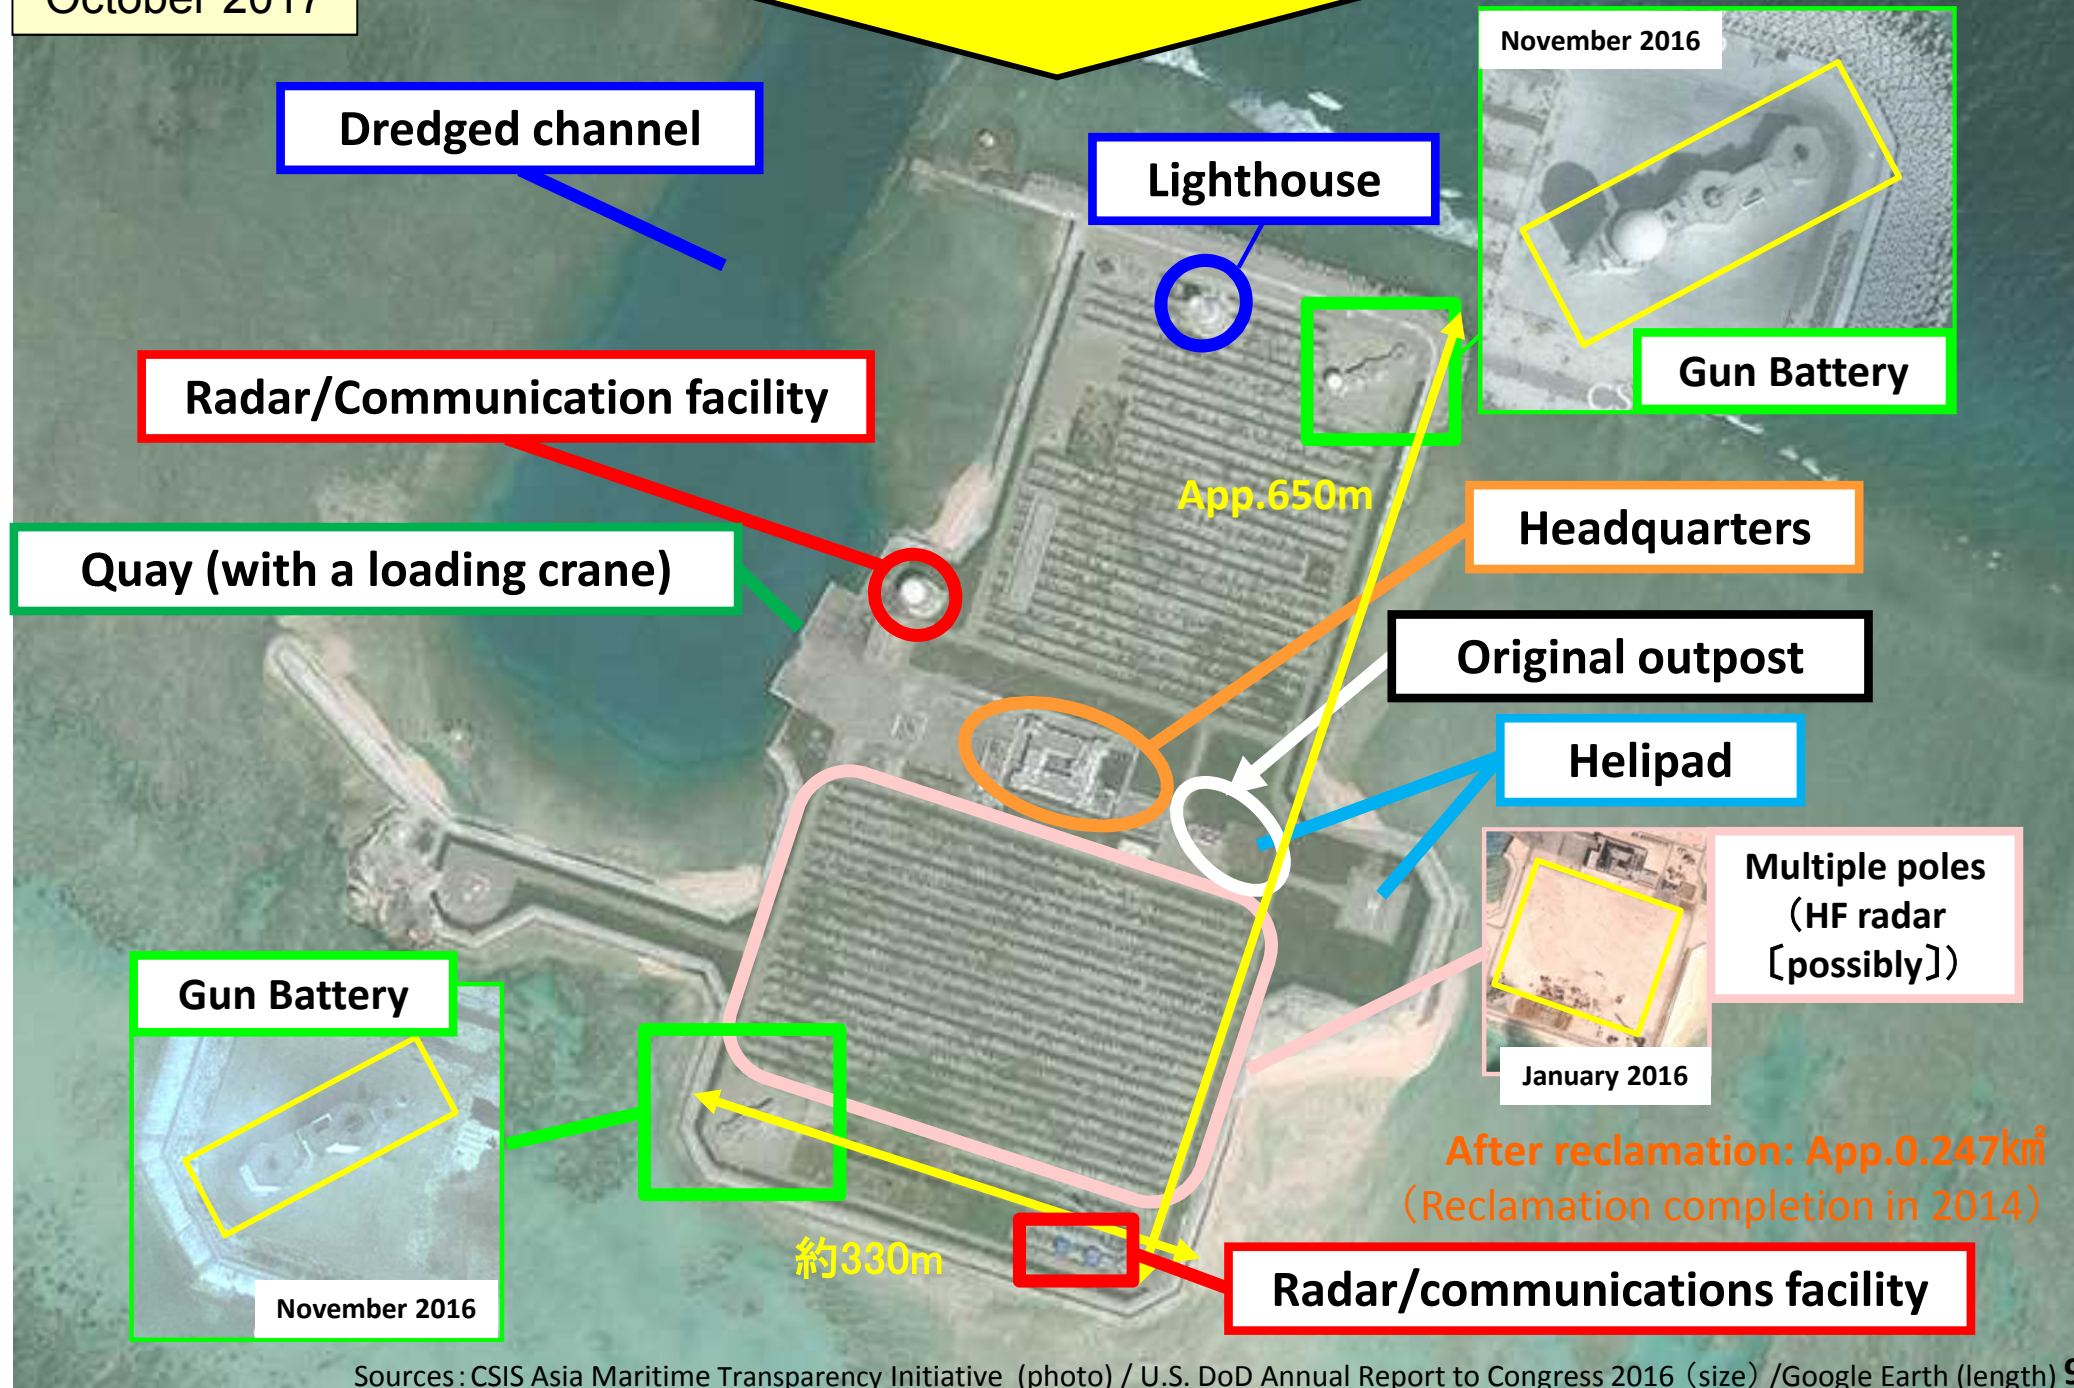 October 2017
November 2016
Dredged channel
Lighthouse
Gun Battery
Radar/Communication facility
App.650m
Headquarters
Quay (with a loading crane)
Original outpost
Helipad
Multiple poles
（HF radar
〔possibly〕）
Gun Battery
January 2016
After reclamation: App.0.247㎢
（Reclamation completion in 2014）
約330m
Radar/communications facility
November 2016
Sources：CSIS Asia Maritime Transparency Initiative (photo) / U.S. DoD Annual Report to Congress 2016（size）/Google Earth (length)